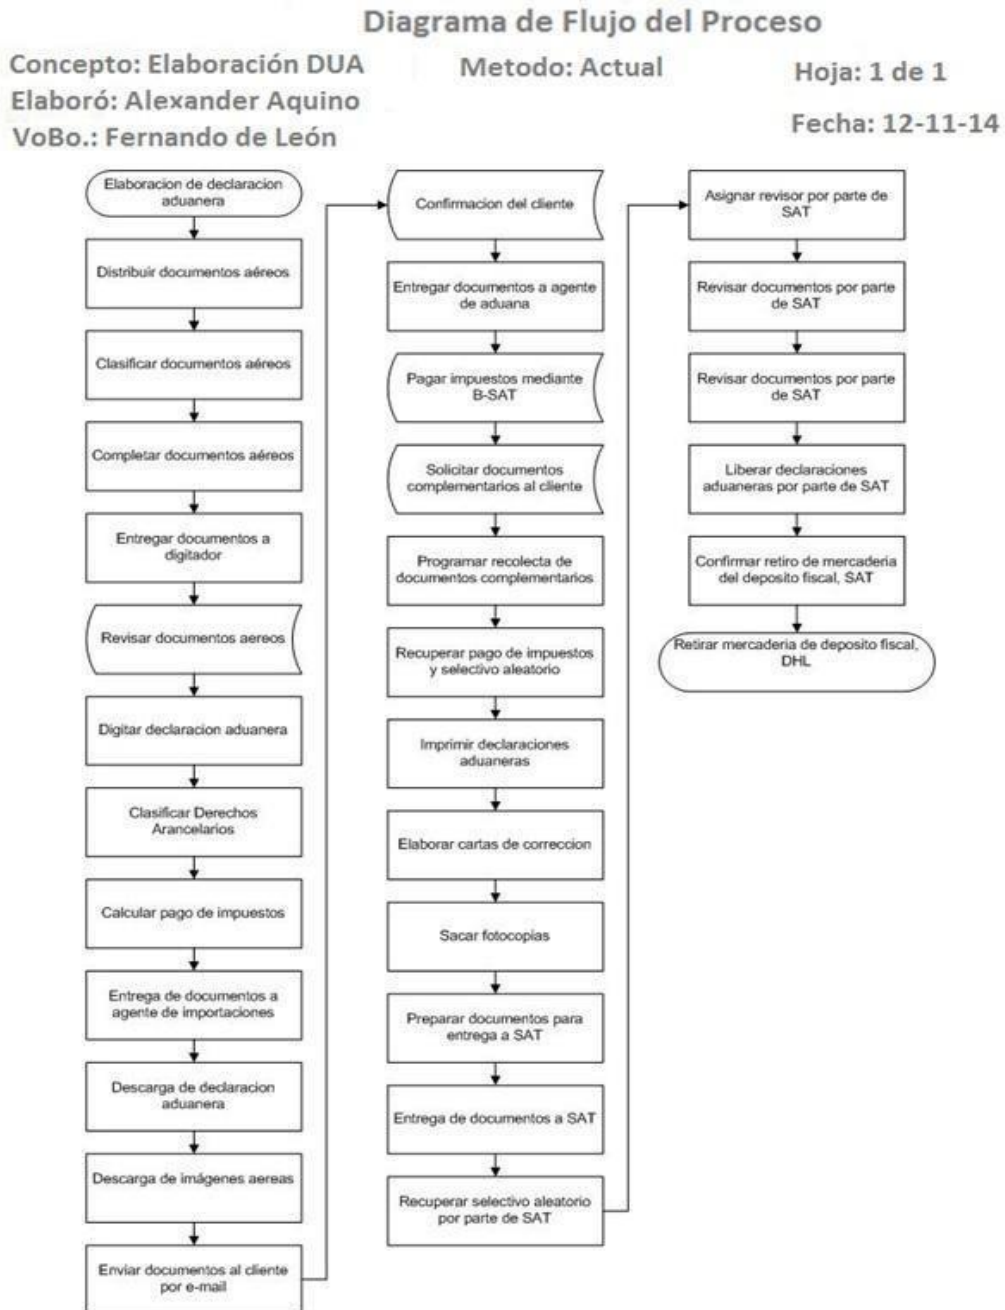 Diagrama de Flujo del Proceso
Concepto: Elaboración DUA
Metodo: Actual
Hoja: 1 de 1
Elaboró: Alexander Aquino
Fecha: 12-11-14
VoBo.: Fernando de León
Elaboracion de declaracion
aduanera
Distribuir documentos aéreos
Clasificar documentos aéreos
Completar documentos aéreos
Entregar documentos a
digitador
Revisar documentos aereos
Digitar declaracion aduanera
Clasificar Derechos
Arancelarios
Calcular pago de impuestos
Entrega de documentos a
agente de importaciones
Descarga de declaracion
aduanera
Descarga de imágenes aereas
Enviar documentos al cliente
por e-mail
Confirmacion del cliente
Entregar documentos a agente
de aduana
Pagar impuestos mediante
B-SAT
Solicitar documentos
complementarios al cliente
Programar recolecta de
documentos complementarios
Recuperar pago de impuestos
y selectivo aleatorio
Imprimir declaraciones
aduaneras
Elaborar cartas de correccion
Sacar fotocopias
Preparar documentos para
entrega a SAT
Entrega de documentos a SAT
Recuperar selectivo aleatorio
por parte de SAT
Asignar revisor por parte de
SAT
Revisar documentos por parte
de SAT
Revisar documentos por parte
de SAT
Liberar declaraciones
aduaneras por parte de SAT
Confirmar retiro de mercaderia
del deposito fiscal, SAT
Retirar mercaderia de deposito fiscal,
DHL